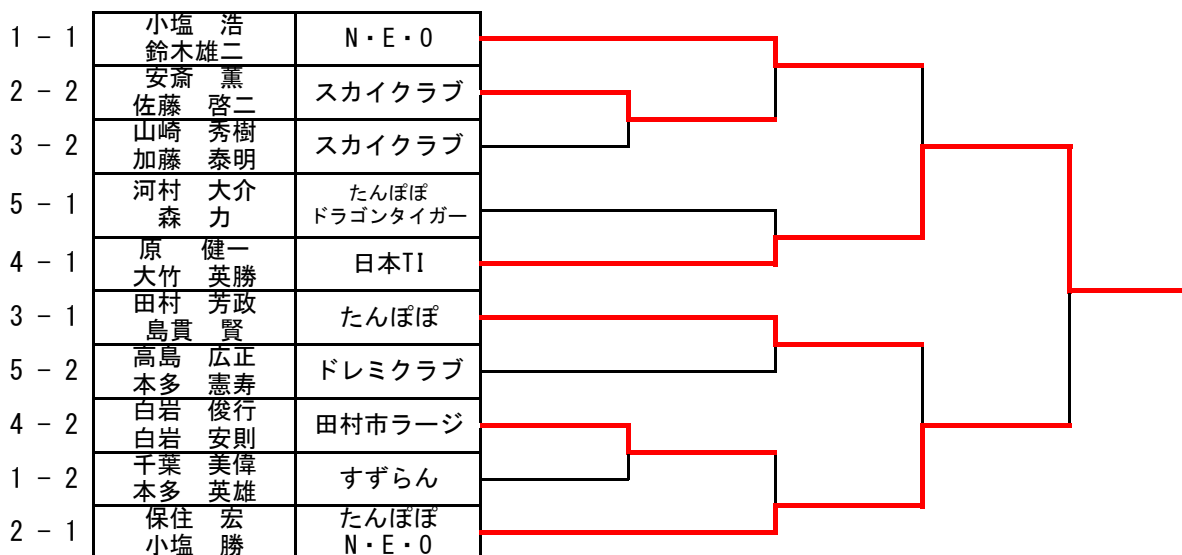 1 - 1 小塩　浩 N・E・O
鈴木雄二
2 - 2 安斎　薫 スカイクラブ
佐藤　啓二
3 - 2 山崎　秀樹 スカイクラブ
加藤　泰明
5 - 1 河村　大介 たんぽぽ
森　力 ドラゴンタイガー
4 - 1 原　健一 日本TI
大竹　英勝
3 - 1 田村　芳政 たんぽぽ
島貫　賢
5 - 2 高島　広正 ドレミクラブ
本多　憲寿
4 - 2 白岩　俊行 田村市ラージ
白岩　安則
1 - 2 千葉　美偉 すずらん
本多　英雄
2 - 1 保住　宏 たんぽぽ
小塩　勝 N・E・O